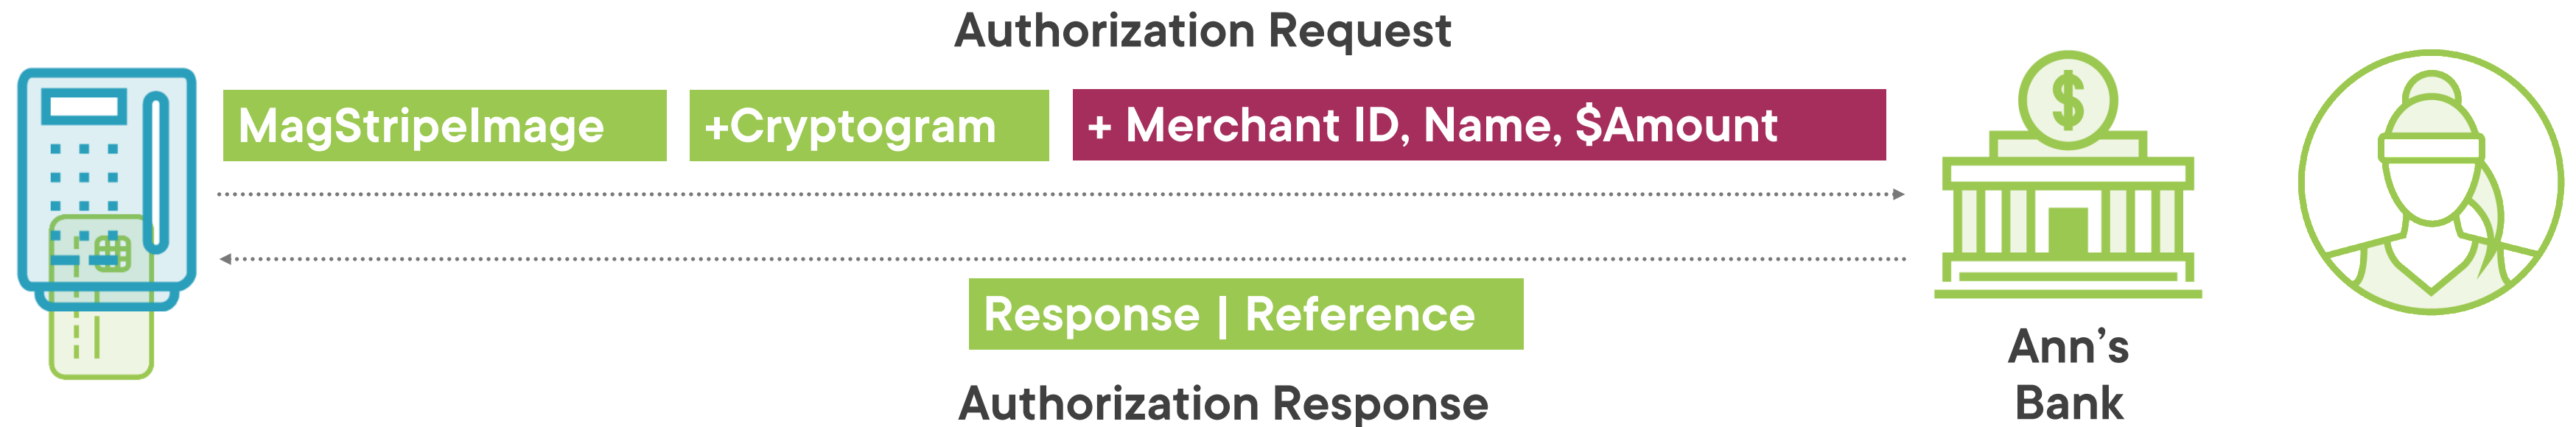 Authorization Request
MagStripeImage
+Cryptogram
+ Merchant ID, Name, $Amount
$
Response | Reference
Authorization Response
Ann’s
Bank